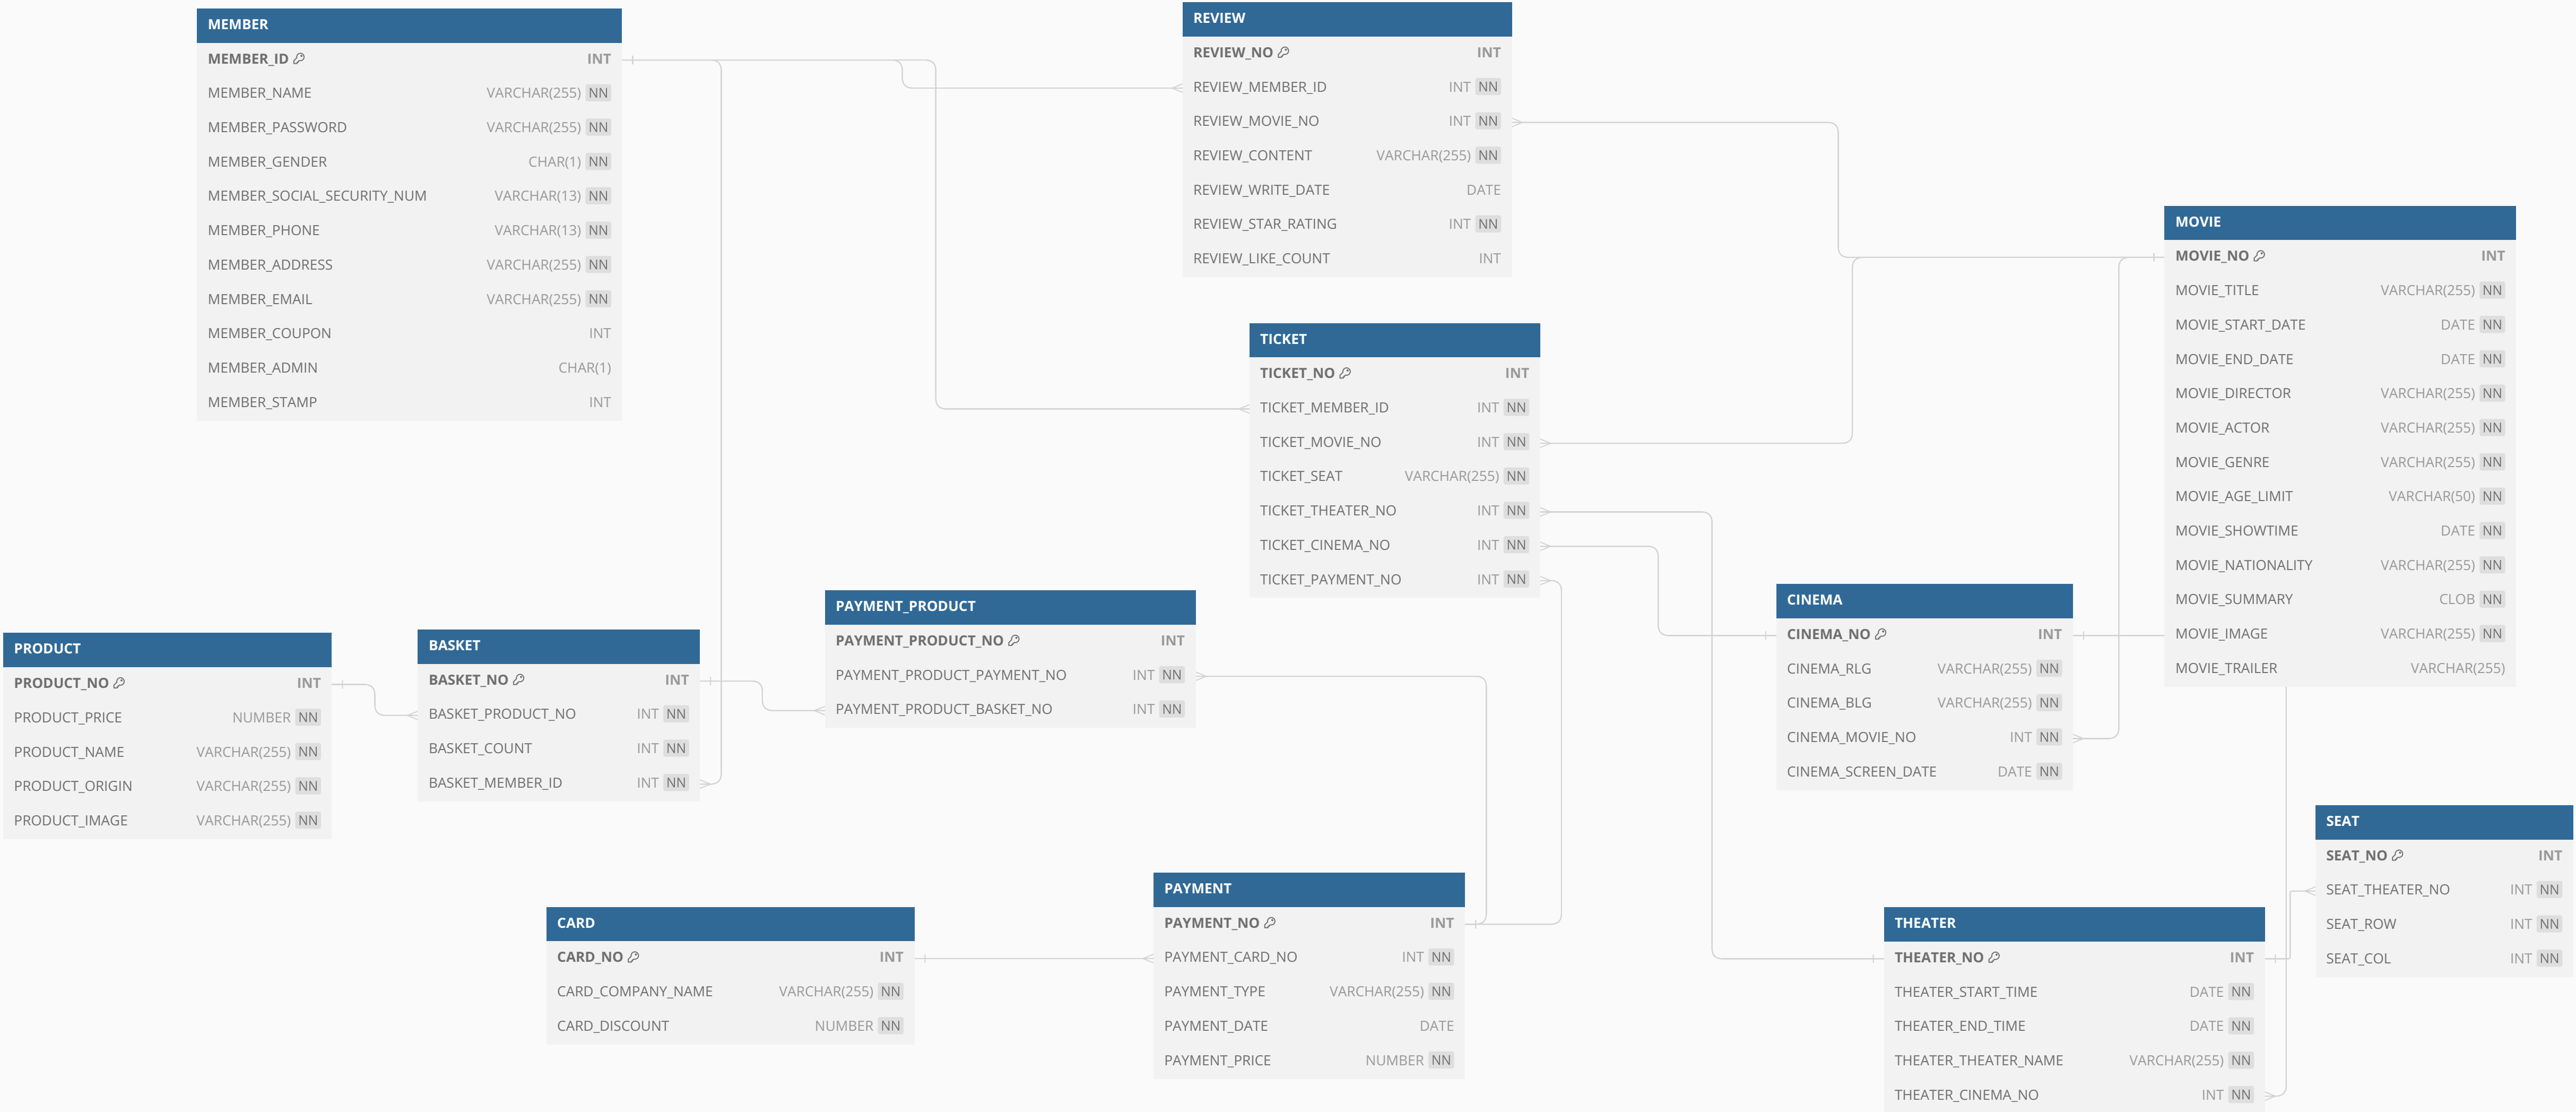 MEMBER
MEMBER_ID INT
MEMBER_NAME VARCHAR(255) NN
MEMBER_PASSWORD VARCHAR(255) NN
MEMBER_GENDER CHAR(1) NN
MEMBER_SOCIAL_SECURITY_NUM VARCHAR(13) NN
MEMBER_PHONE VARCHAR(13) NN
MEMBER_ADDRESS VARCHAR(255) NN
MEMBER_EMAIL VARCHAR(255) NN
MEMBER_COUPON INT
MEMBER_ADMIN CHAR(1)
MEMBER_STAMP INT
REVIEW
REVIEW_NO INT
REVIEW_MEMBER_ID INT NN
REVIEW_MOVIE_NO INT NN
REVIEW_CONTENT VARCHAR(255) NN
REVIEW_WRITE_DATE DATE
REVIEW_STAR_RATING INT NN
REVIEW_LIKE_COUNT INT
MOVIE
MOVIE_NO INT
MOVIE_TITLE VARCHAR(255) NN
MOVIE_START_DATE DATE NN
MOVIE_END_DATE DATE NN
MOVIE_DIRECTOR VARCHAR(255) NN
MOVIE_ACTOR VARCHAR(255) NN
MOVIE_GENRE VARCHAR(255) NN
MOVIE_AGE_LIMIT VARCHAR(50) NN
MOVIE_SHOWTIME DATE NN
MOVIE_NATIONALITY VARCHAR(255) NN
MOVIE_SUMMARY CLOB NN
MOVIE_IMAGE VARCHAR(255) NN
MOVIE_TRAILER VARCHAR(255)
TICKET
TICKET_NO INT
TICKET_MEMBER_ID INT NN
TICKET_MOVIE_NO INT NN
TICKET_SEAT VARCHAR(255) NN
TICKET_THEATER_NO INT NN
TICKET_CINEMA_NO INT NN
TICKET_PAYMENT_NO INT NN
CINEMA
CINEMA_NO INT
CINEMA_RLG VARCHAR(255) NN
CINEMA_BLG VARCHAR(255) NN
CINEMA_MOVIE_NO INT NN
CINEMA_SCREEN_DATE DATE NN
PAYMENT_PRODUCT
PAYMENT_PRODUCT_NO INT
PAYMENT_PRODUCT_PAYMENT_NO INT NN
PAYMENT_PRODUCT_BASKET_NO INT NN
BASKET
BASKET_NO INT
BASKET_PRODUCT_NO INT NN
BASKET_COUNT INT NN
BASKET_MEMBER_ID INT NN
PRODUCT
PRODUCT_NO INT
PRODUCT_PRICE NUMBER NN
PRODUCT_NAME VARCHAR(255) NN
PRODUCT_ORIGIN VARCHAR(255) NN
PRODUCT_IMAGE VARCHAR(255) NN
SEAT
SEAT_NO INT
SEAT_THEATER_NO INT NN
SEAT_ROW INT NN
SEAT_COL INT NN
PAYMENT
PAYMENT_NO INT
PAYMENT_CARD_NO INT NN
PAYMENT_TYPE VARCHAR(255) NN
PAYMENT_DATE DATE
PAYMENT_PRICE NUMBER NN
CARD
CARD_NO INT
CARD_COMPANY_NAME VARCHAR(255) NN
CARD_DISCOUNT NUMBER NN
THEATER
THEATER_NO INT
THEATER_START_TIME DATE NN
THEATER_END_TIME DATE NN
THEATER_THEATER_NAME VARCHAR(255) NN
THEATER_CINEMA_NO INT NN